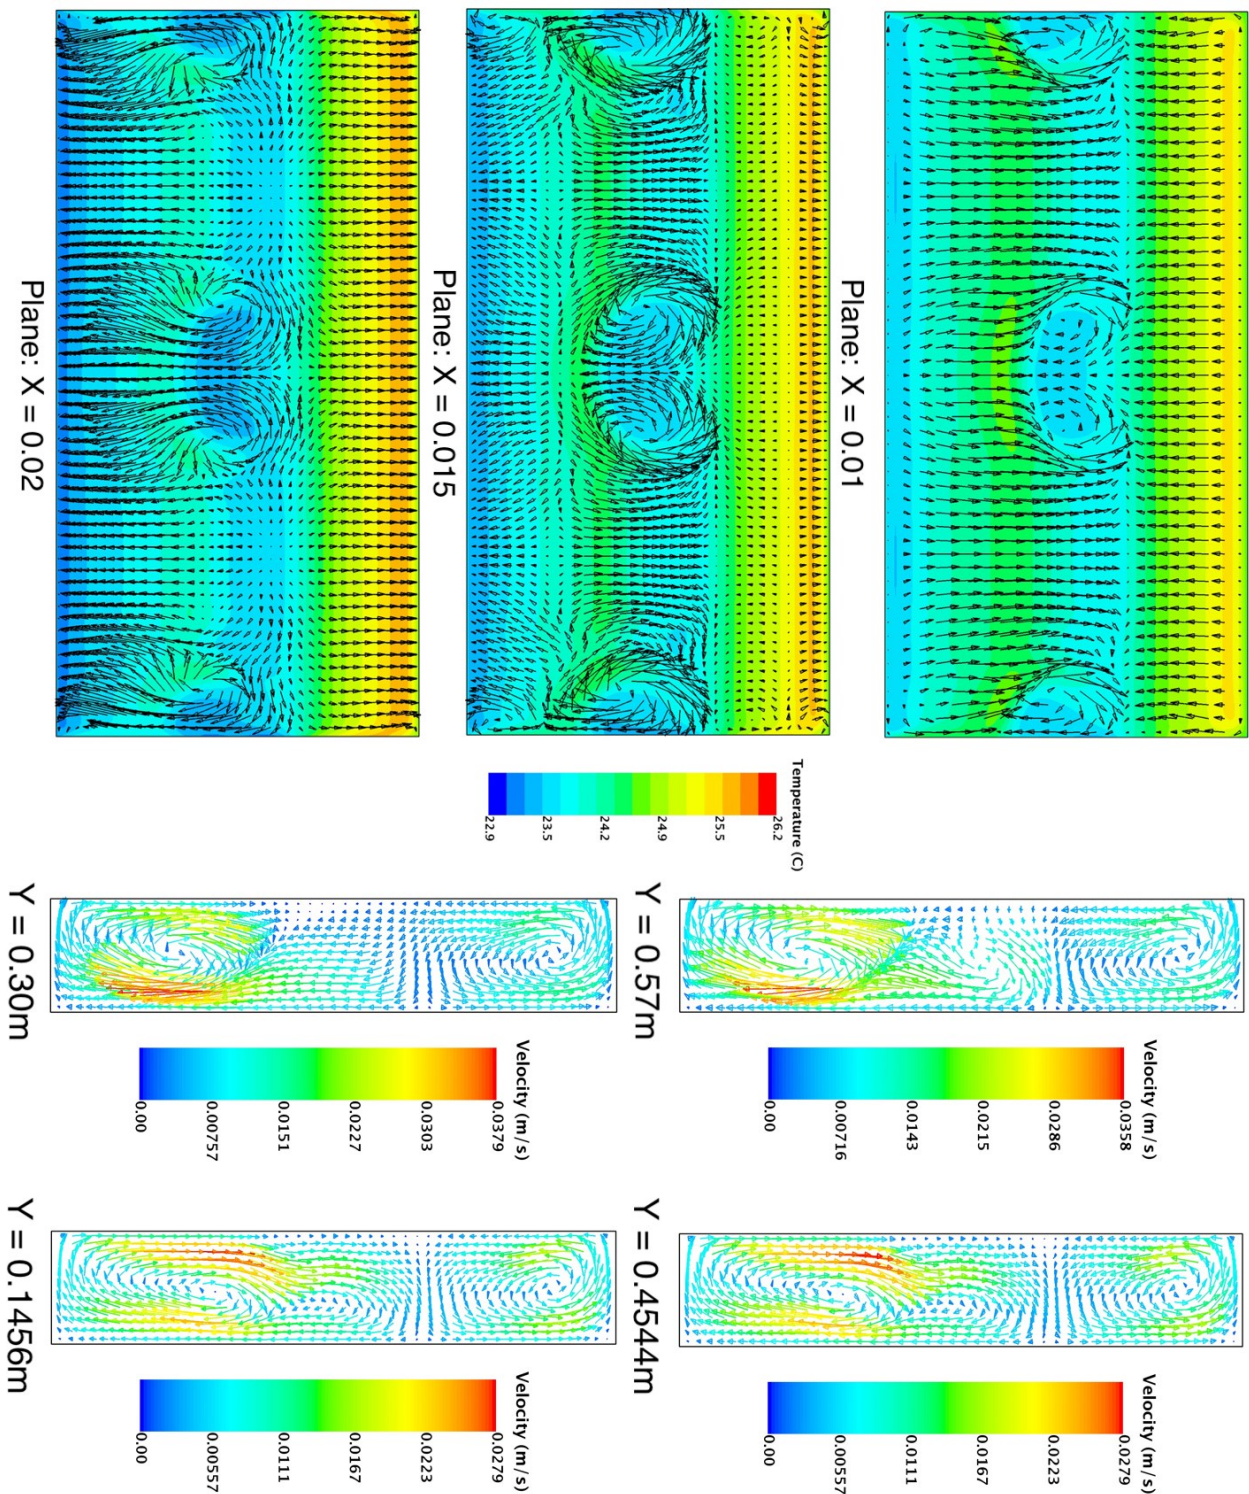 Plane: X = 0.01
Plane: X = 0.015
Plane: X = 0.02
Temperature (C)
22.9
23.5
24.2
24.9
25.5
26.2
Y = 0.57m
Velocity (m/s)
0.00
0.00716
0.0143
0.0215
0.0286
0.0358
Y = 0.4544m
Velocity (m/s)
0.00
0.00557
0.0111
0.0167
0.0223
0.0279
Y = 0.30m
Velocity (m/s)
0.00
0.00757
0.0151
0.0227
0.0303
0.0379
Y = 0.1456m
Velocity (m/s)
0.00
0.00557
0.0111
0.0167
0.0223
0.0279